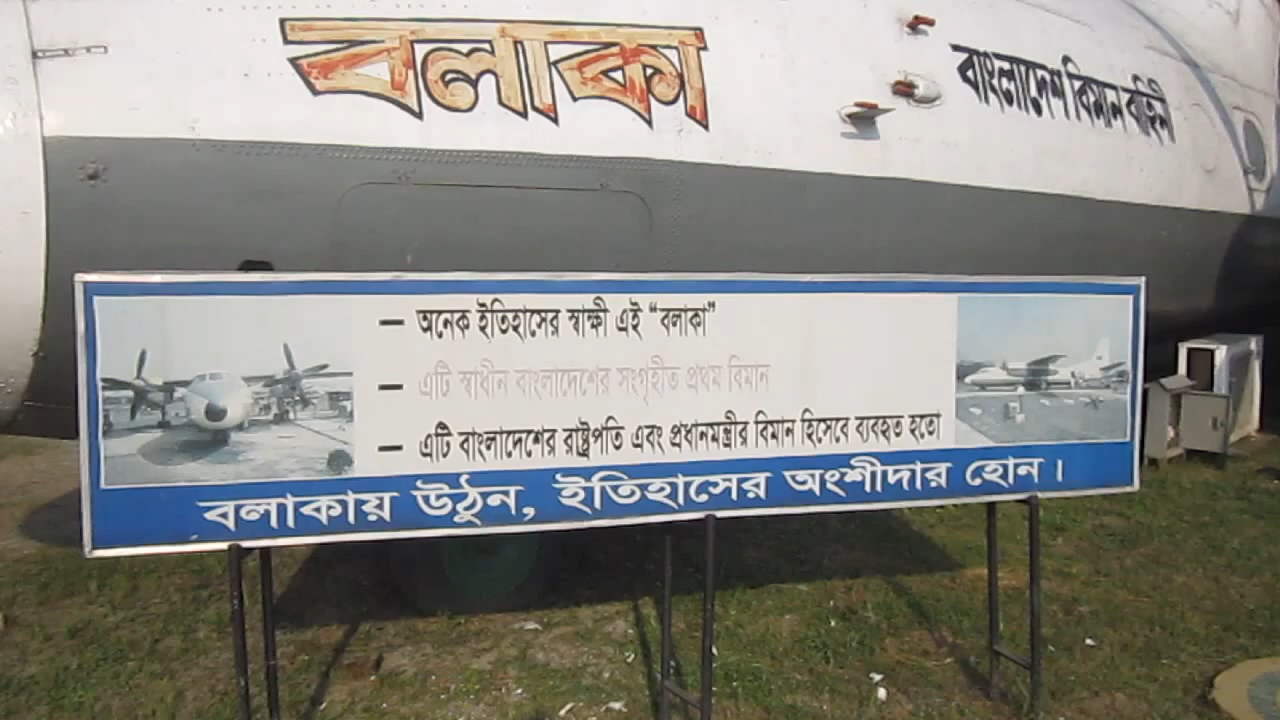 বলাকা
বাংলাদেশ বিমান বাহিনী
– অনেক ইতিহাসের স্বাক্ষী এই “বলাকা”
– এটি স্বাধীন বাংলাদেশের সংগৃহীত প্রথম বিমান
– এটি বাংলাদেশের রাষ্ট্রপতি এবং প্রধানমন্ত্রীর বিমান হিসেবে ব্যবহৃত হতো
বলাকায় উঠুন, ইতিহাসের অংশীদার হোন।